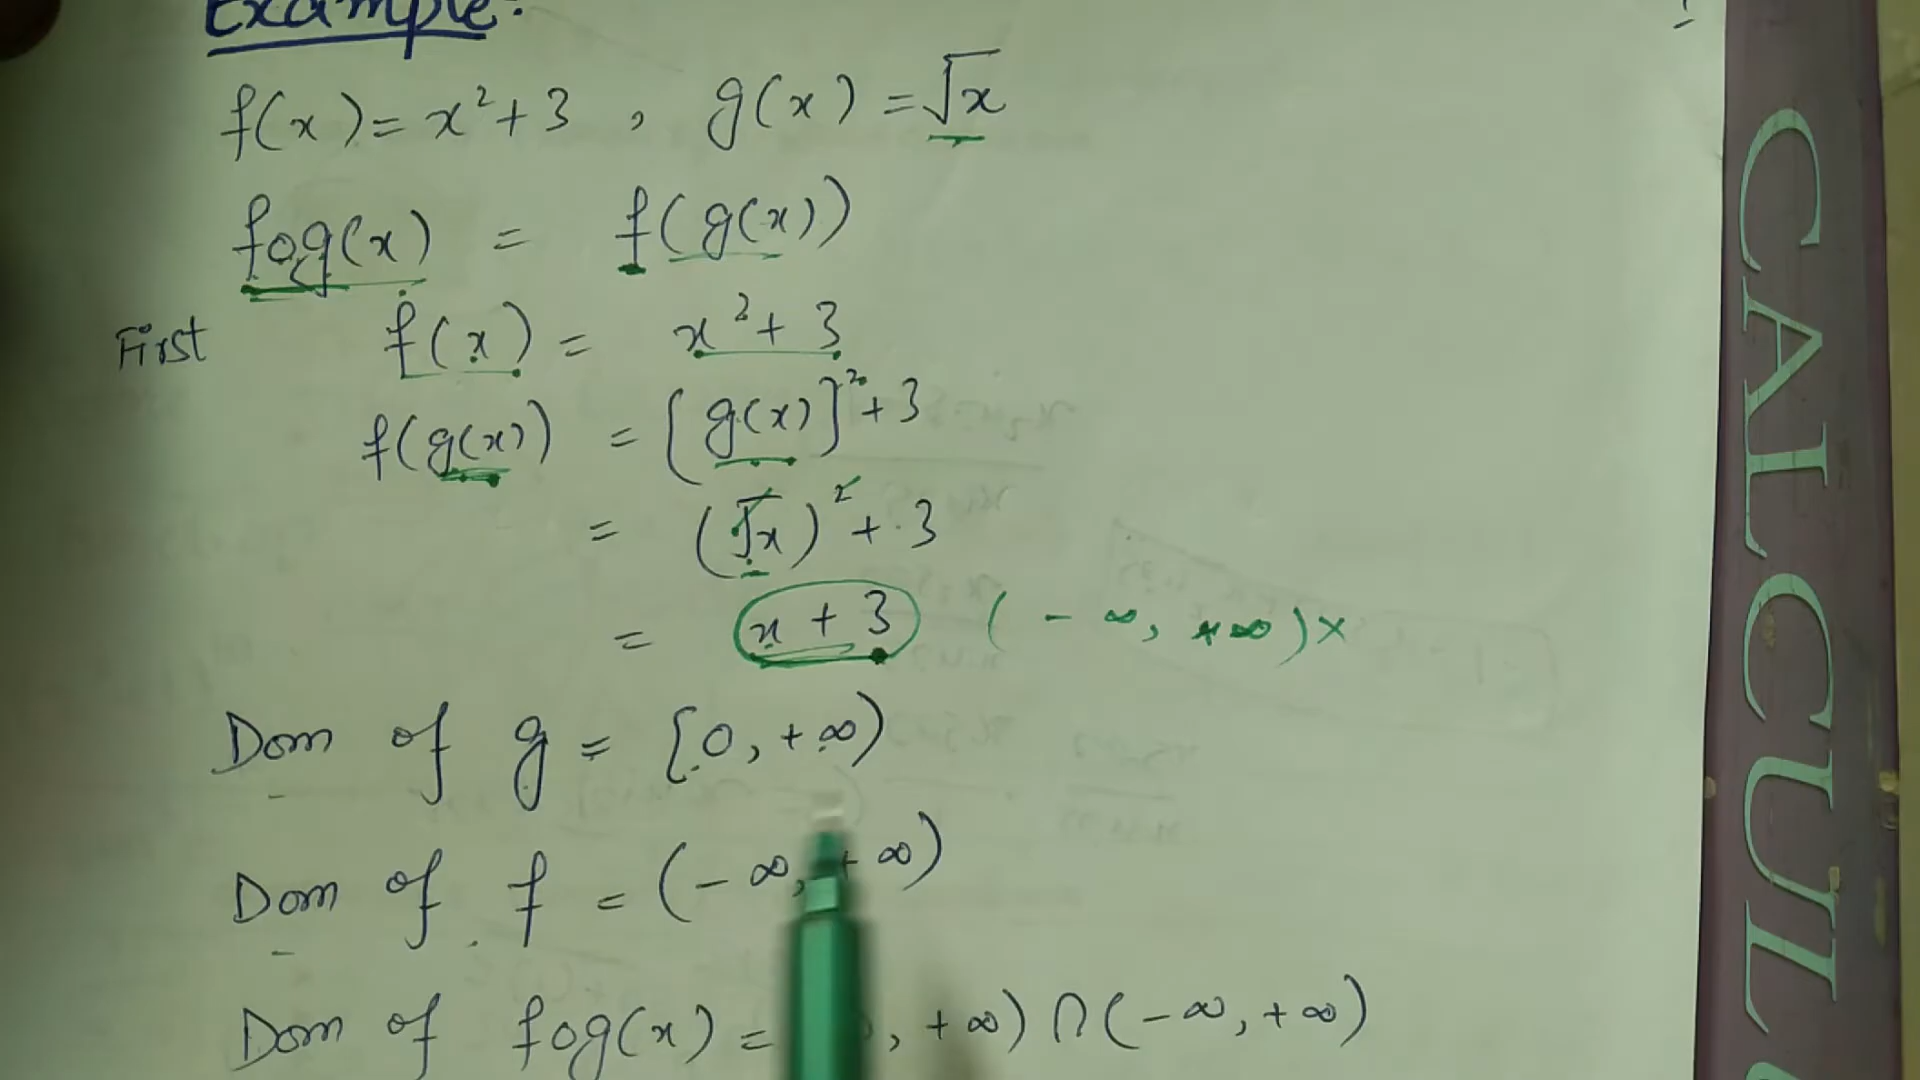 Example:
f(x) = x² + 3 , g(x) = √x
fog(x) = f(g(x))
First f(x) = x² + 3
f(g(x)) = [g(x)]² + 3
= (√x)² + 3
= x + 3 (-∞, +∞) ×
Dom of g = [0, +∞)
Dom of f = (-∞, +∞)
Dom of fog(x) = , +∞) ∩ (-∞, +∞)
CALCUL